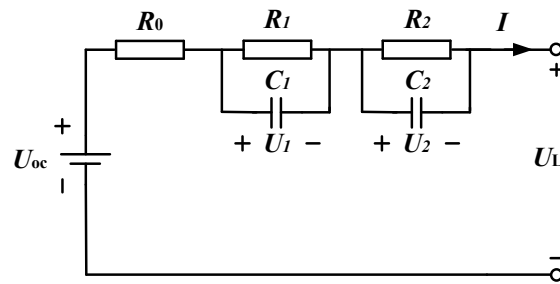 R0 R1 R2 I
C1 C2 +
+ + U1 − + U2 −
Uoc UL
−
−